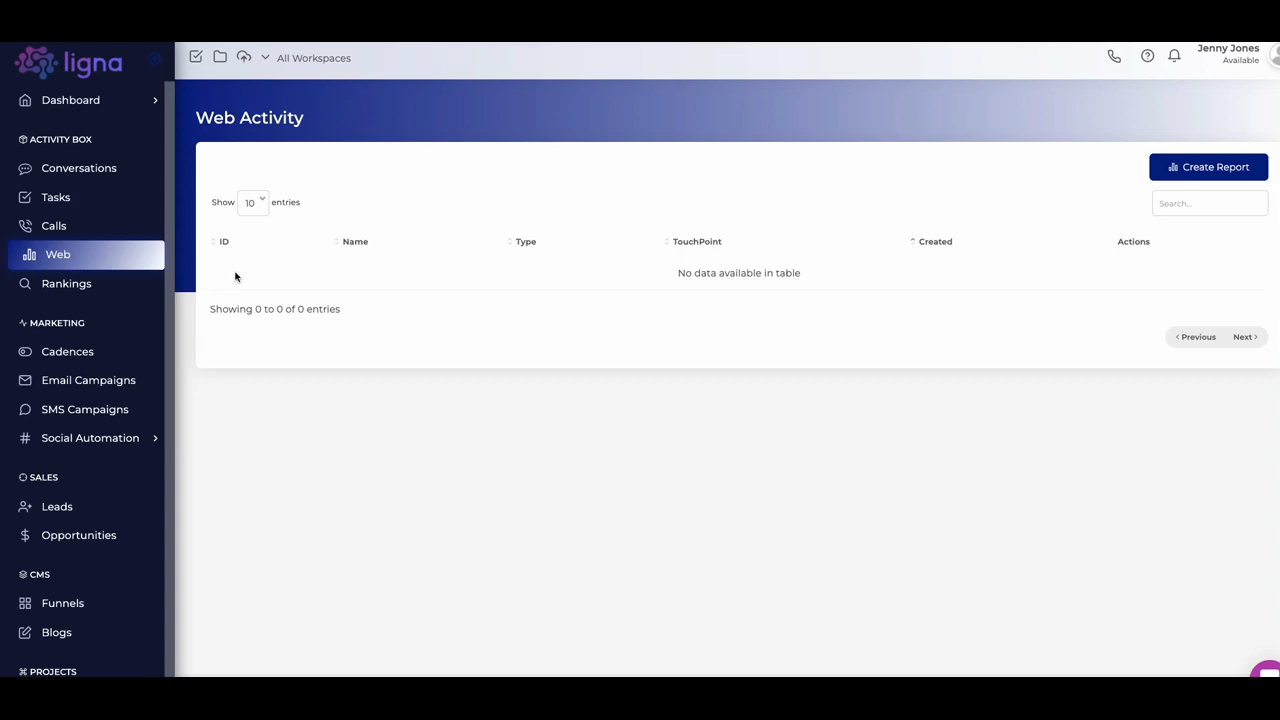 ligna
All Workspaces
Jenny Jones
Available
Dashboard
ACTIVITY BOX
Conversations
Tasks
Calls
Web
Rankings
MARKETING
Cadences
Email Campaigns
SMS Campaigns
Social Automation
SALES
Leads
Opportunities
CMS
Funnels
Blogs
PROJECTS
Web Activity
Create Report
Show 10 entries
Search...
ID Name Type TouchPoint Created Actions
No data available in table
Showing 0 to 0 of 0 entries
Previous Next